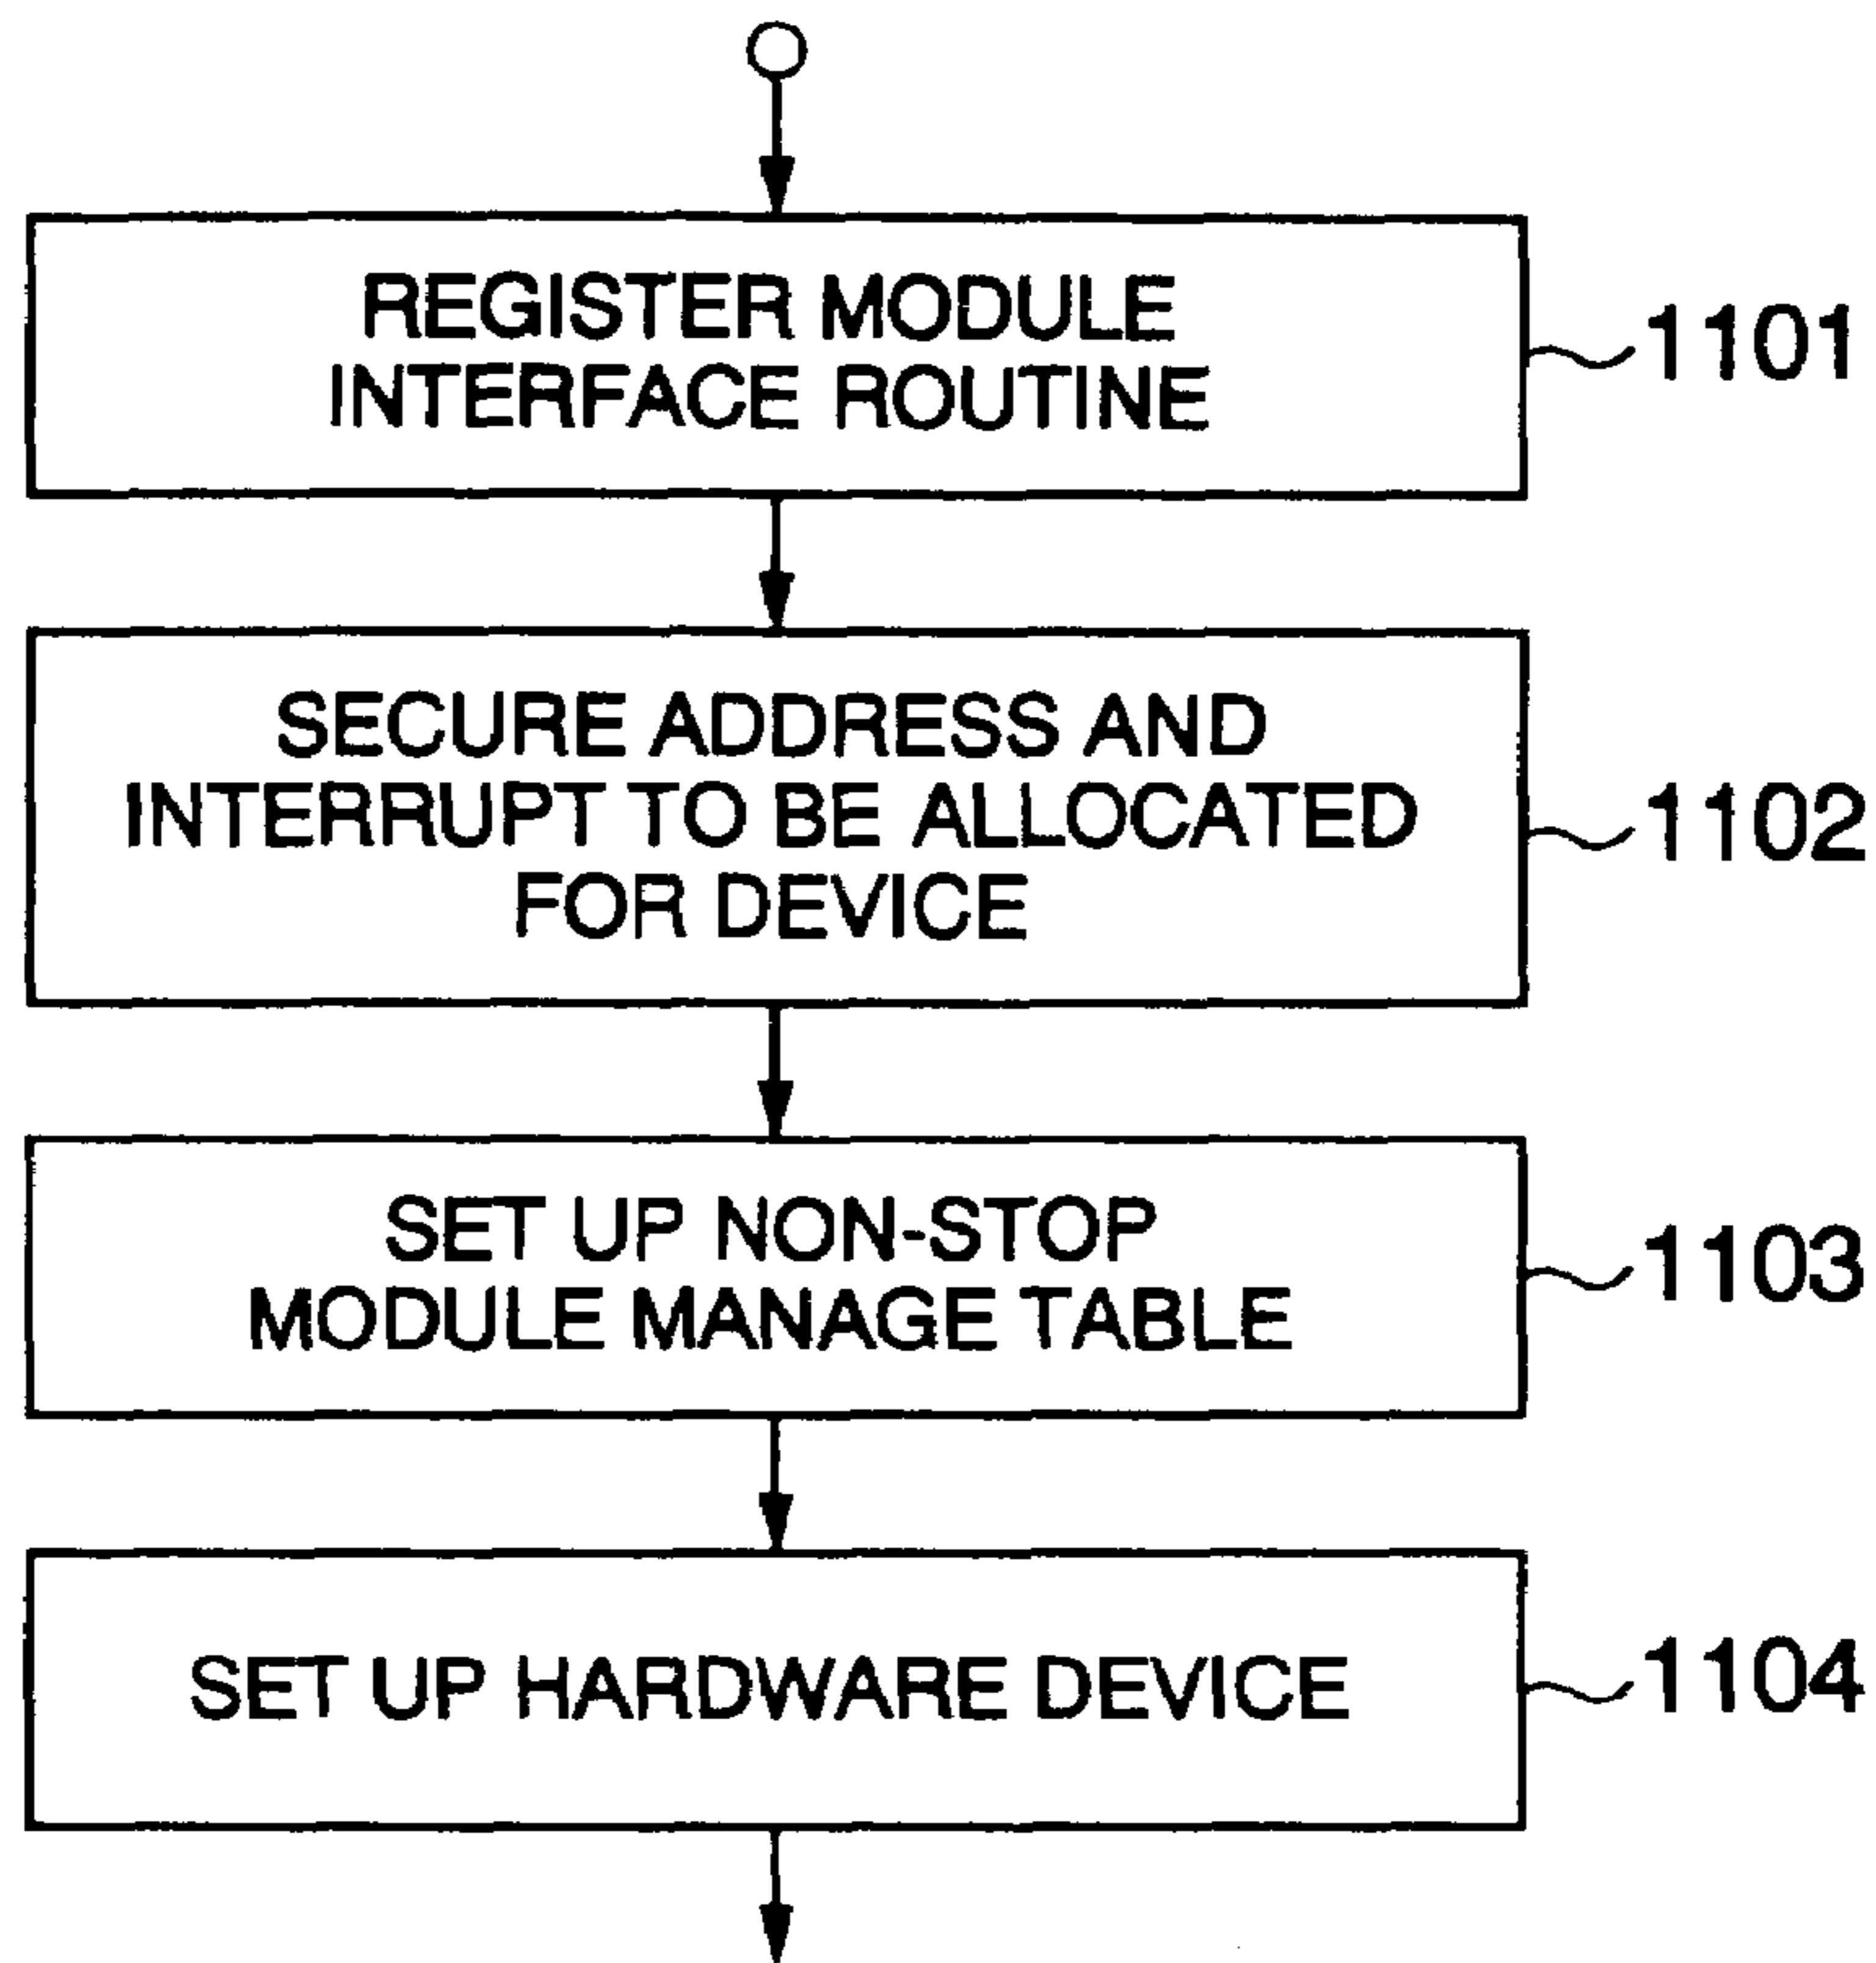 REGISTER MODULE
INTERFACE ROUTINE
1101
SECURE ADDRESS AND
INTERRUPT TO BE ALLOCATED
FOR DEVICE
1102
SET UP NON-STOP
MODULE MANAGE TABLE
1103
SET UP HARDWARE DEVICE
1104